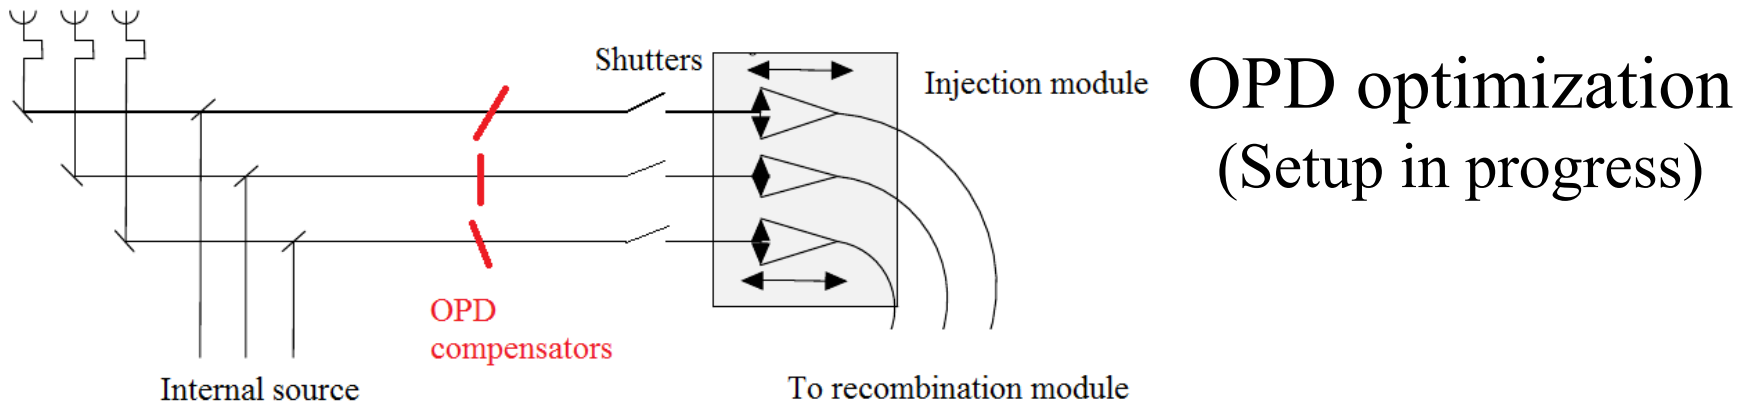 Shutters
Injection module
OPD optimization
(Setup in progress)
OPD
compensators
Internal source
To recombination module